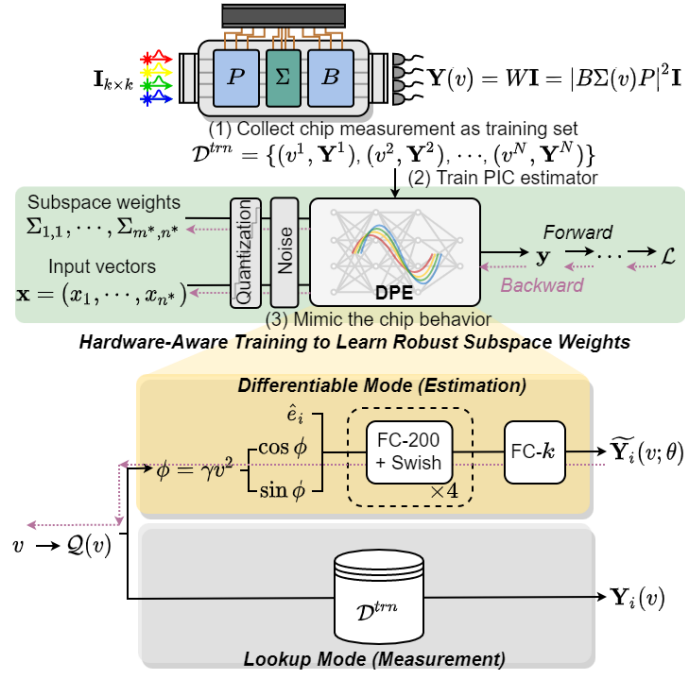 I_{k×k}
P Σ B
Y(v) = WI = |BΣ(v)P|²I
(1) Collect chip measurement as training set
𝒟^{trn} = {(v¹, Y¹), (v², Y²), ⋯, (v^N, Y^N)}
(2) Train PIC estimator
Subspace weights
Σ_{1,1}, ⋯, Σ_{m*,n*}
Input vectors
x = (x_1, ⋯, x_{n*})
Quantization
Noise
DPE
y
Forward
⋯
ℒ
Backward
(3) Mimic the chip behavior
Hardware-Aware Training to Learn Robust Subspace Weights
Differentiable Mode (Estimation)
v → 𝒬(v)
ϕ = γv²
ê_i
cos ϕ
sin ϕ
FC-200
+ Swish
×4
FC-k
Ỹ_i(v; θ)
𝒟^{trn}
Y_i(v)
Lookup Mode (Measurement)